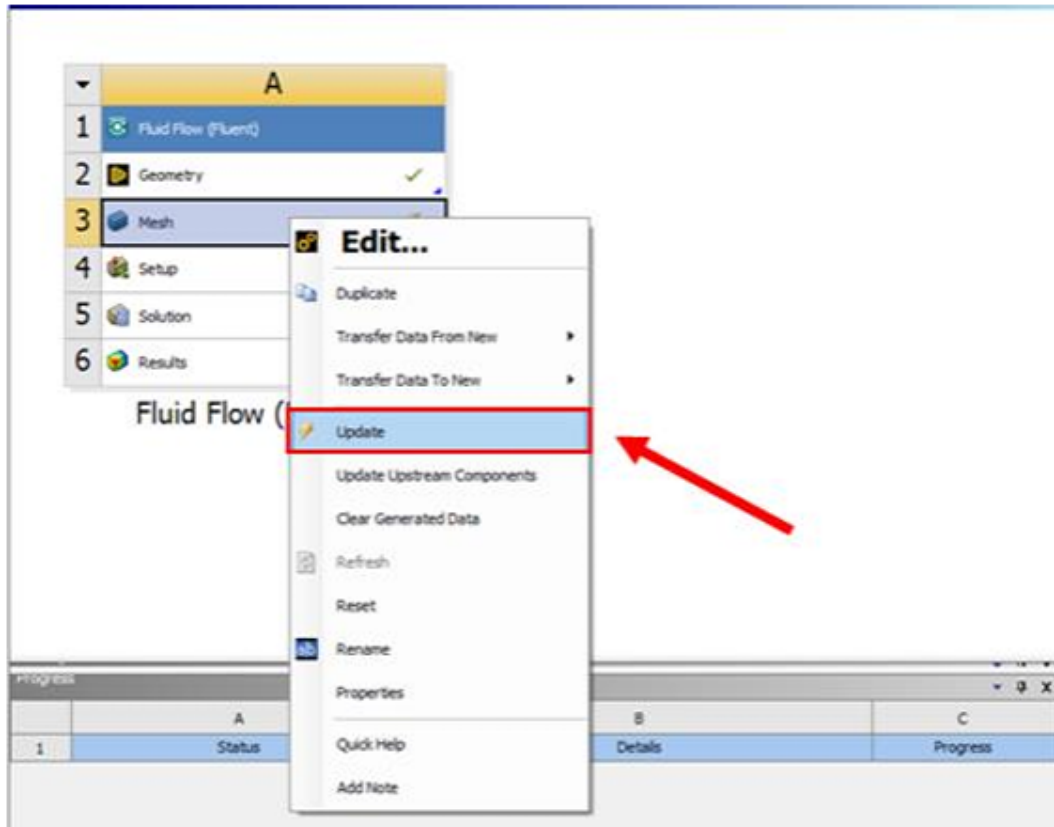 A
1 Fluid Flow (Fluent)
2 Geometry
3 Mesh
4 Setup
5 Solution
6 Results
Fluid Flow (
Edit...
Duplicate
Transfer Data From New
Transfer Data To New
Update
Update Upstream Components
Clear Generated Data
Refresh
Reset
Rename
Properties
Quick Help
Add Note
Progress
A B C
1 Status Details Progress